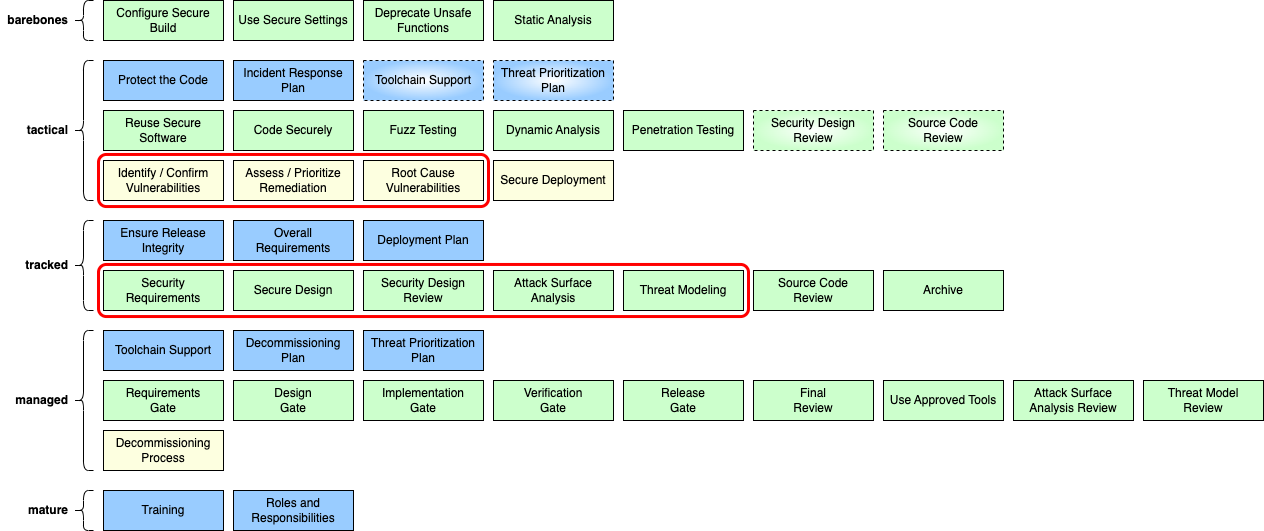 barebones
Configure Secure
Build
Use Secure Settings
Deprecate Unsafe
Functions
Static Analysis
tactical
Protect the Code
Incident Response
Plan
Toolchain Support
Threat Prioritization
Plan
Reuse Secure
Software
Code Securely
Fuzz Testing
Dynamic Analysis
Penetration Testing
Security Design
Review
Source Code
Review
Identify / Confirm
Vulnerabilities
Assess / Prioritize
Remediation
Root Cause
Vulnerabilities
Secure Deployment
tracked
Ensure Release
Integrity
Overall
Requirements
Deployment Plan
Security
Requirements
Secure Design
Security Design
Review
Attack Surface
Analysis
Threat Modeling
Source Code
Review
Archive
managed
Toolchain Support
Decommissioning
Plan
Threat Prioritization
Plan
Requirements
Gate
Design
Gate
Implementation
Gate
Verification
Gate
Release
Gate
Final
Review
Use Approved Tools
Attack Surface
Analysis Review
Threat Model
Review
Decommissioning
Process
mature
Training
Roles and
Responsibilities